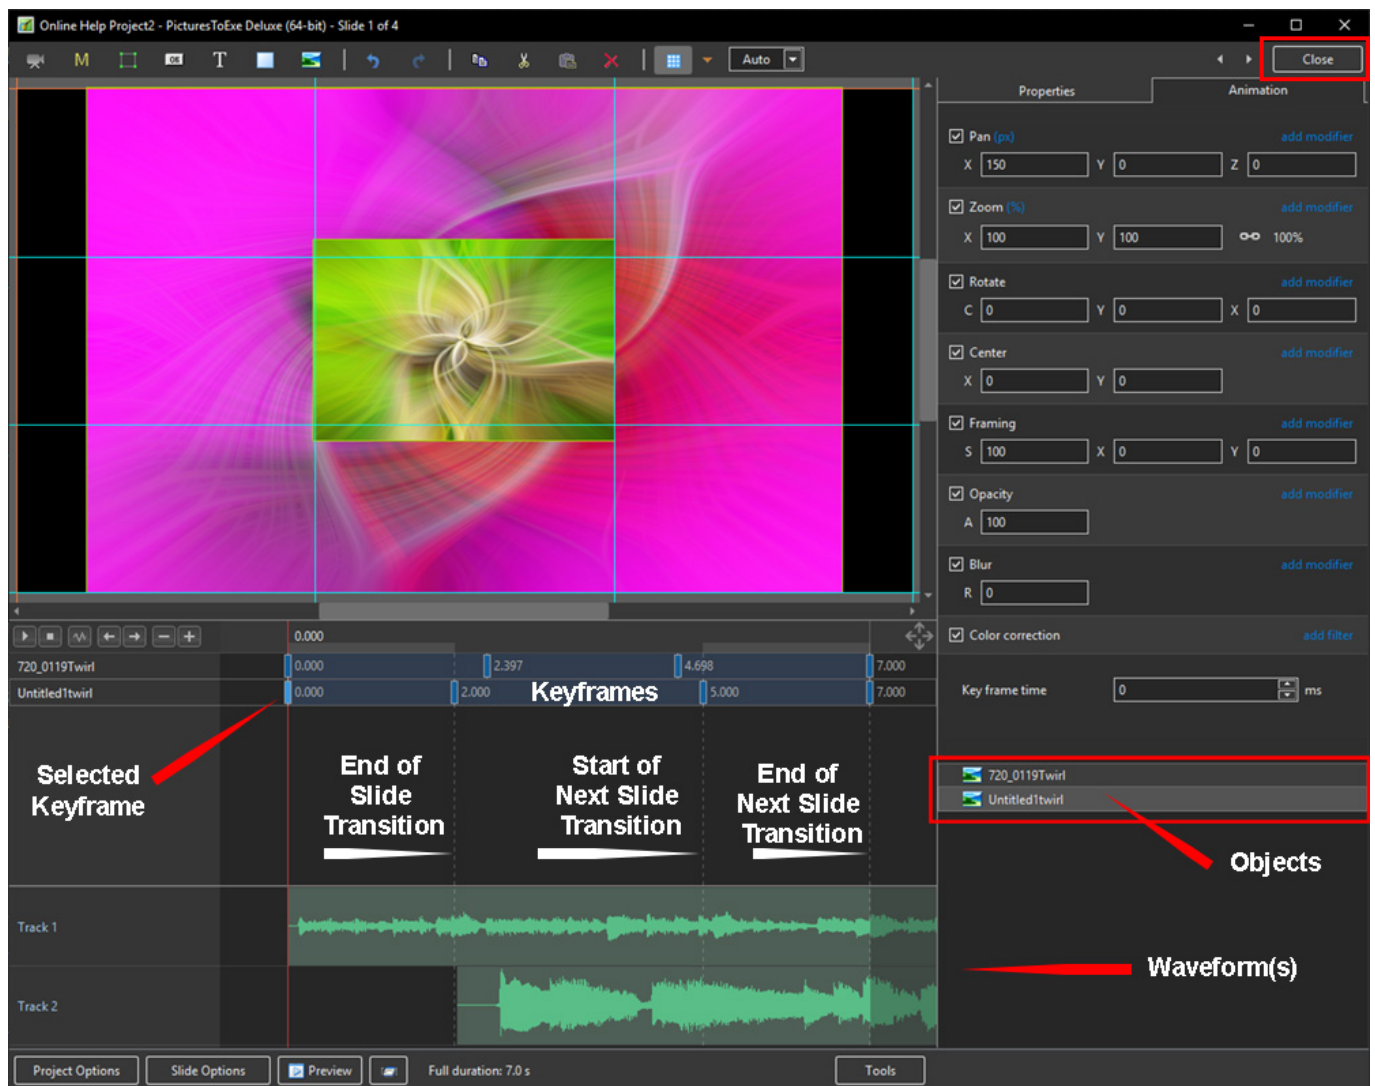 Online Help Project2 - PicturesToExe Deluxe (64-bit) - Slide 1 of 4
M OK T Auto Close
Properties Animation
Pan (px) add modifier
X 150 Y 0 Z 0
Zoom (%) add modifier
X 100 Y 100 100%
Rotate add modifier
C 0 Y 0 X 0
Center add modifier
X 0 Y 0
Framing add modifier
S 100 X 0 Y 0
Opacity add modifier
A 100
Blur add modifier
R 0
Color correction add filter
Key frame time 0 ms
0.000
720_0119Twirl 0.000 2.397 4.698 7.000
Untitled1twirl 0.000 2.000 Keyframes 5.000 7.000
Selected
Keyframe
End of
Slide
Transition
Start of
Next Slide
Transition
End of
Next Slide
Transition
720_0119Twirl
Untitled1twirl
Objects
Track 1
Waveform(s)
Track 2
Project Options Slide Options Preview Full duration: 7.0 s Tools